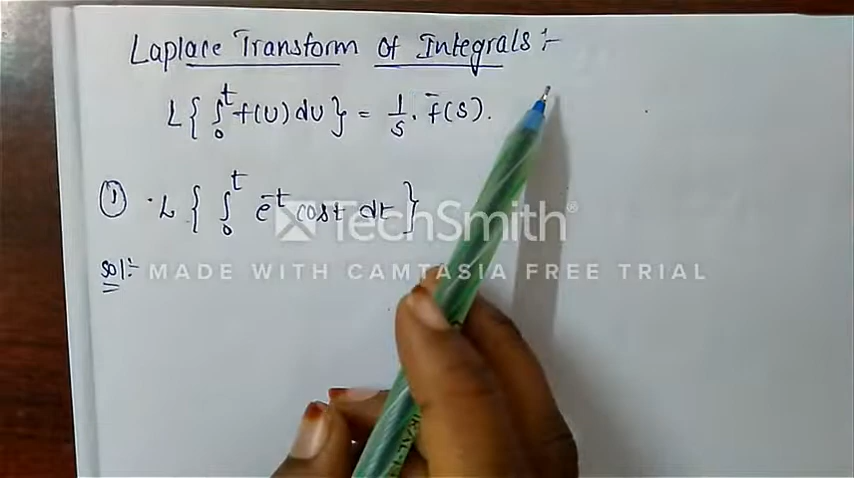 Laplace Transform of Integrals :-
L{ ∫₀ᵗ f(u) du } = 1/s . f̄(s).
① . L { ∫₀ᵗ e⁻ᵗ cost dt }
TechSmith®
Sol:-
MADE WITH CAMTASIA FREE TRIAL